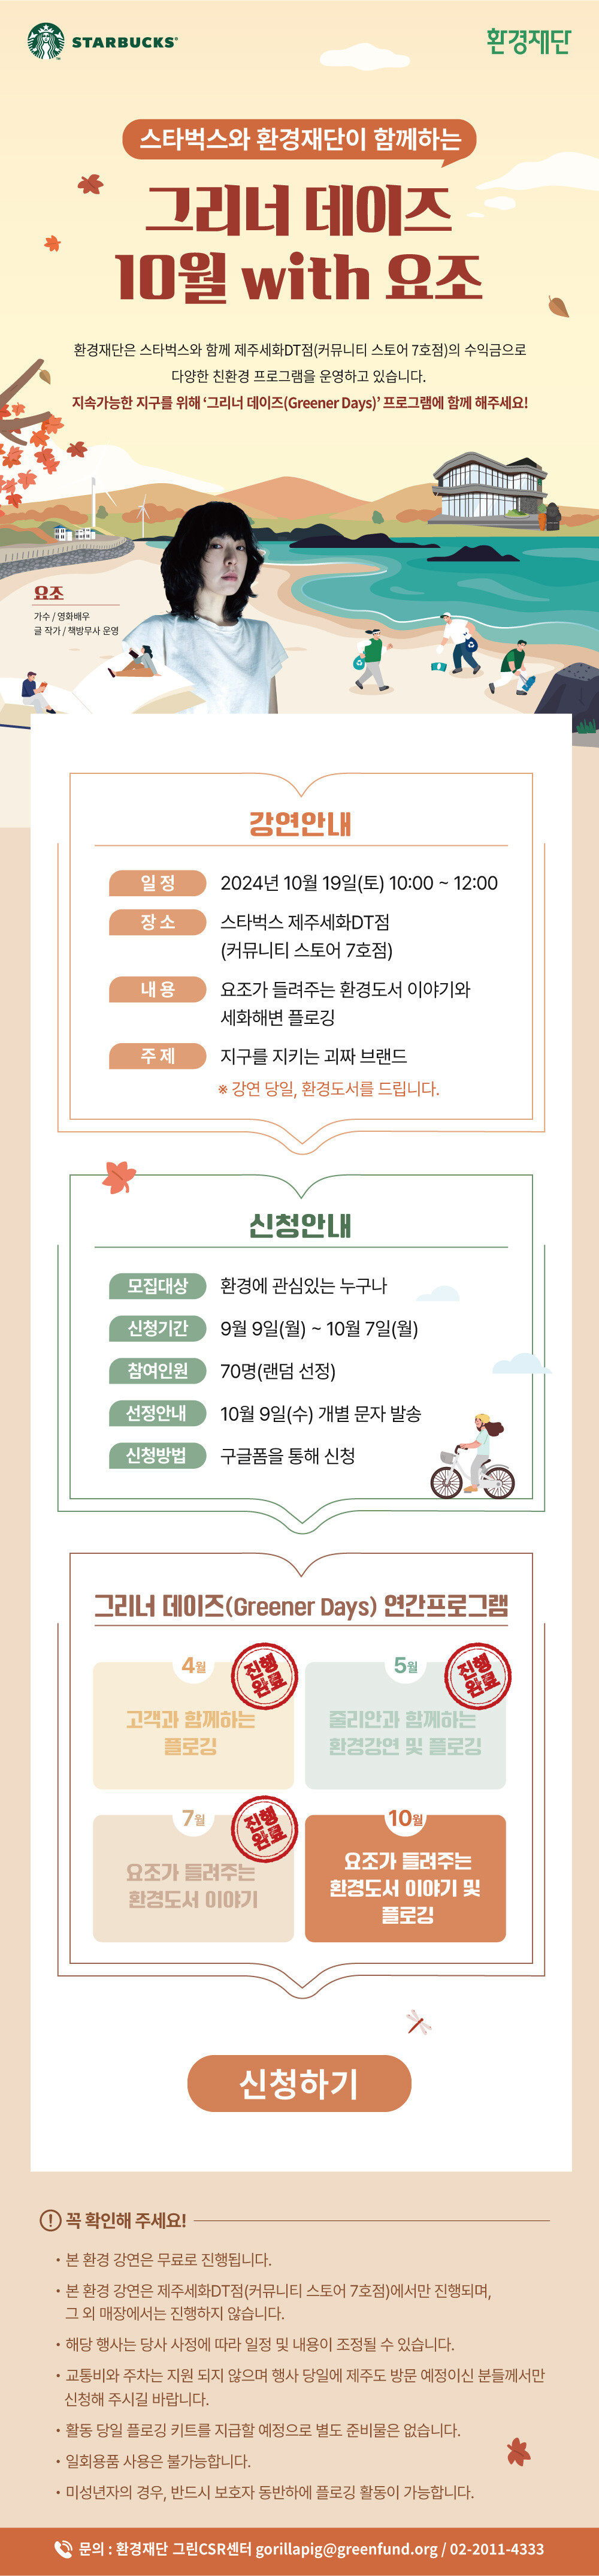 STARBUCKS
환경재단
스타벅스와 환경재단이 함께하는
그리너 데이즈
10월 with 요조
환경재단은 스타벅스와 함께 제주세화DT점(커뮤니티 스토어 7호점)의 수익금으로
다양한 친환경 프로그램을 운영하고 있습니다.
지속가능한 지구를 위해 ‘그리너 데이즈(Greener Days)’ 프로그램에 함께 해주세요!
요조
가수 / 영화배우
글 작가 / 책방무사 운영
강연안내
일 정 2024년 10월 19일(토) 10:00 ~ 12:00
장 소 스타벅스 제주세화DT점
(커뮤니티 스토어 7호점)
내 용 요조가 들려주는 환경도서 이야기와
세화해변 플로깅
주 제 지구를 지키는 괴짜 브랜드
※ 강연 당일, 환경도서를 드립니다.
신청안내
모집대상 환경에 관심있는 누구나
신청기간 9월 9일(월) ~ 10월 7일(월)
참여인원 70명(랜덤 선정)
선정안내 10월 9일(수) 개별 문자 발송
신청방법 구글폼을 통해 신청
그리너 데이즈(Greener Days) 연간프로그램
4월
진행
완료
고객과 함께하는
플로깅
5월
진행
완료
줄리안과 함께하는
환경강연 및 플로깅
7월
진행
완료
요조가 들려주는
환경도서 이야기
10월
요조가 들려주는
환경도서 이야기 및
플로깅
신청하기
! 꼭 확인해 주세요!
• 본 환경 강연은 무료로 진행됩니다.
• 본 환경 강연은 제주세화DT점(커뮤니티 스토어 7호점)에서만 진행되며,
그 외 매장에서는 진행하지 않습니다.
• 해당 행사는 당사 사정에 따라 일정 및 내용이 조정될 수 있습니다.
• 교통비와 주차는 지원 되지 않으며 행사 당일에 제주도 방문 예정이신 분들께서만
신청해 주시길 바랍니다.
• 활동 당일 플로깅 키트를 지급할 예정으로 별도 준비물은 없습니다.
• 일회용품 사용은 불가능합니다.
• 미성년자의 경우, 반드시 보호자 동반하에 플로깅 활동이 가능합니다.
문의 : 환경재단 그린CSR센터 gorillapig@greenfund.org / 02-2011-4333